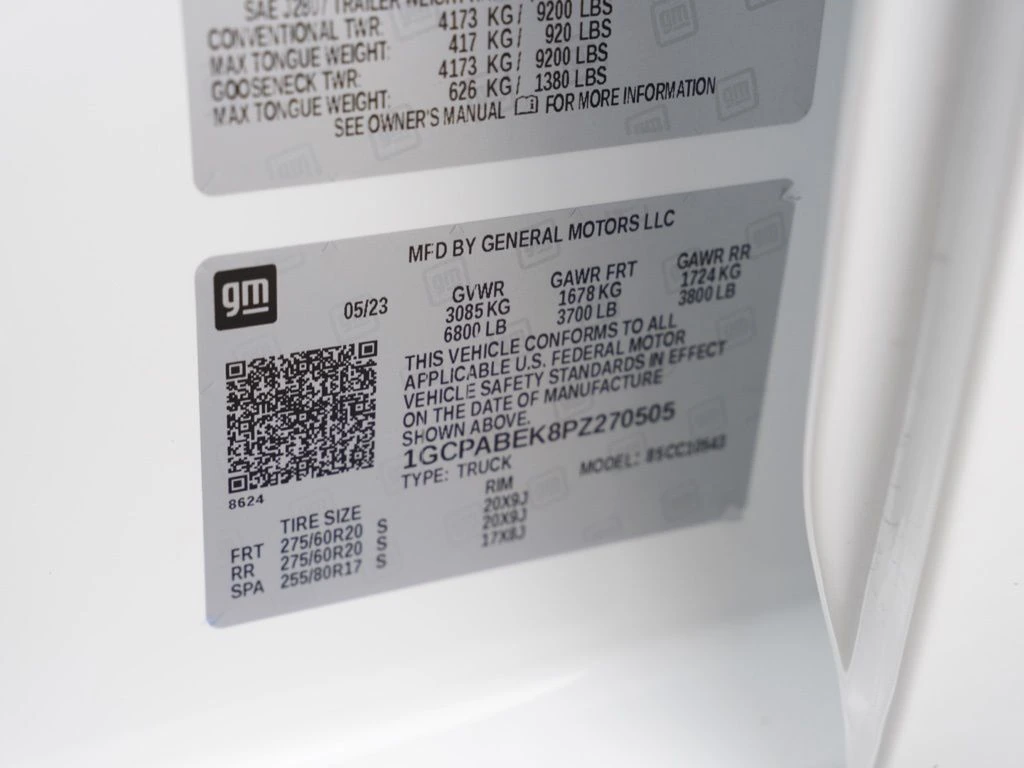 SAE J2807 TRAILER WEIGHT
CONVENTIONAL TWR: 4173 KG/ 9200 LBS
MAX TONGUE WEIGHT: 417 KG/ 920 LBS
GOOSENECK TWR: 4173 KG/ 9200 LBS
MAX TONGUE WEIGHT: 626 KG/ 1380 LBS
SEE OWNER'S MANUAL FOR MORE INFORMATION
gm
MFD BY GENERAL MOTORS LLC
05/23 GVWR GAWR FRT GAWR RR
3085 KG 1678 KG 1724 KG
6800 LB 3700 LB 3800 LB
THIS VEHICLE CONFORMS TO ALL
APPLICABLE U.S. FEDERAL MOTOR
VEHICLE SAFETY STANDARDS IN EFFECT
ON THE DATE OF MANUFACTURE
SHOWN ABOVE.
1GCPABEK8PZ270505
TYPE: TRUCK MODEL:
8624
TIRE SIZE RIM
FRT 275/60R20 S 20X9J
RR 275/60R20 S 20X9J
SPA 255/80R17 S 17X8J